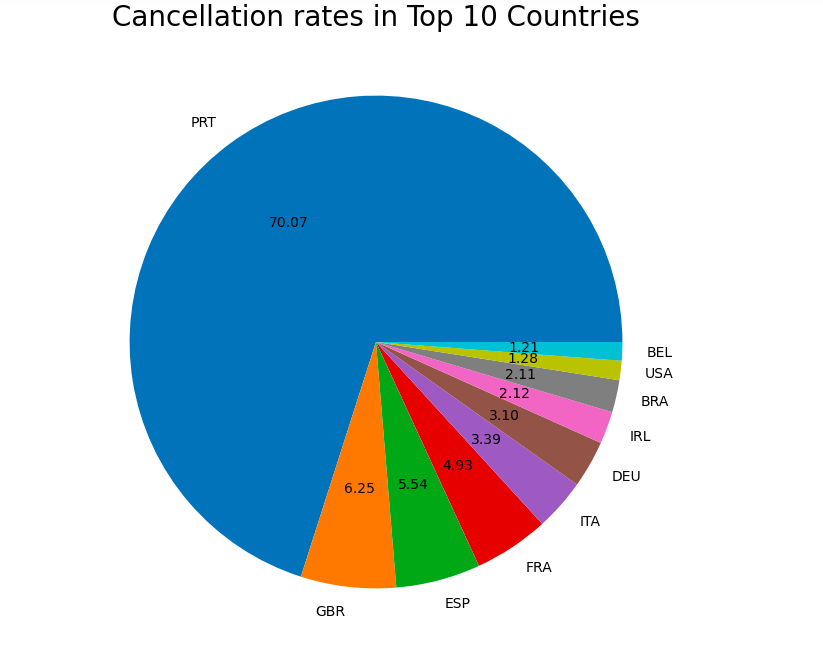 Cancellation rates in Top 10 Countries
PRT
70.07
1.21
BEL
1.28
USA
2.11
BRA
2.12
IRL
3.10
DEU
3.39
ITA
4.93
FRA
5.54
ESP
6.25
GBR